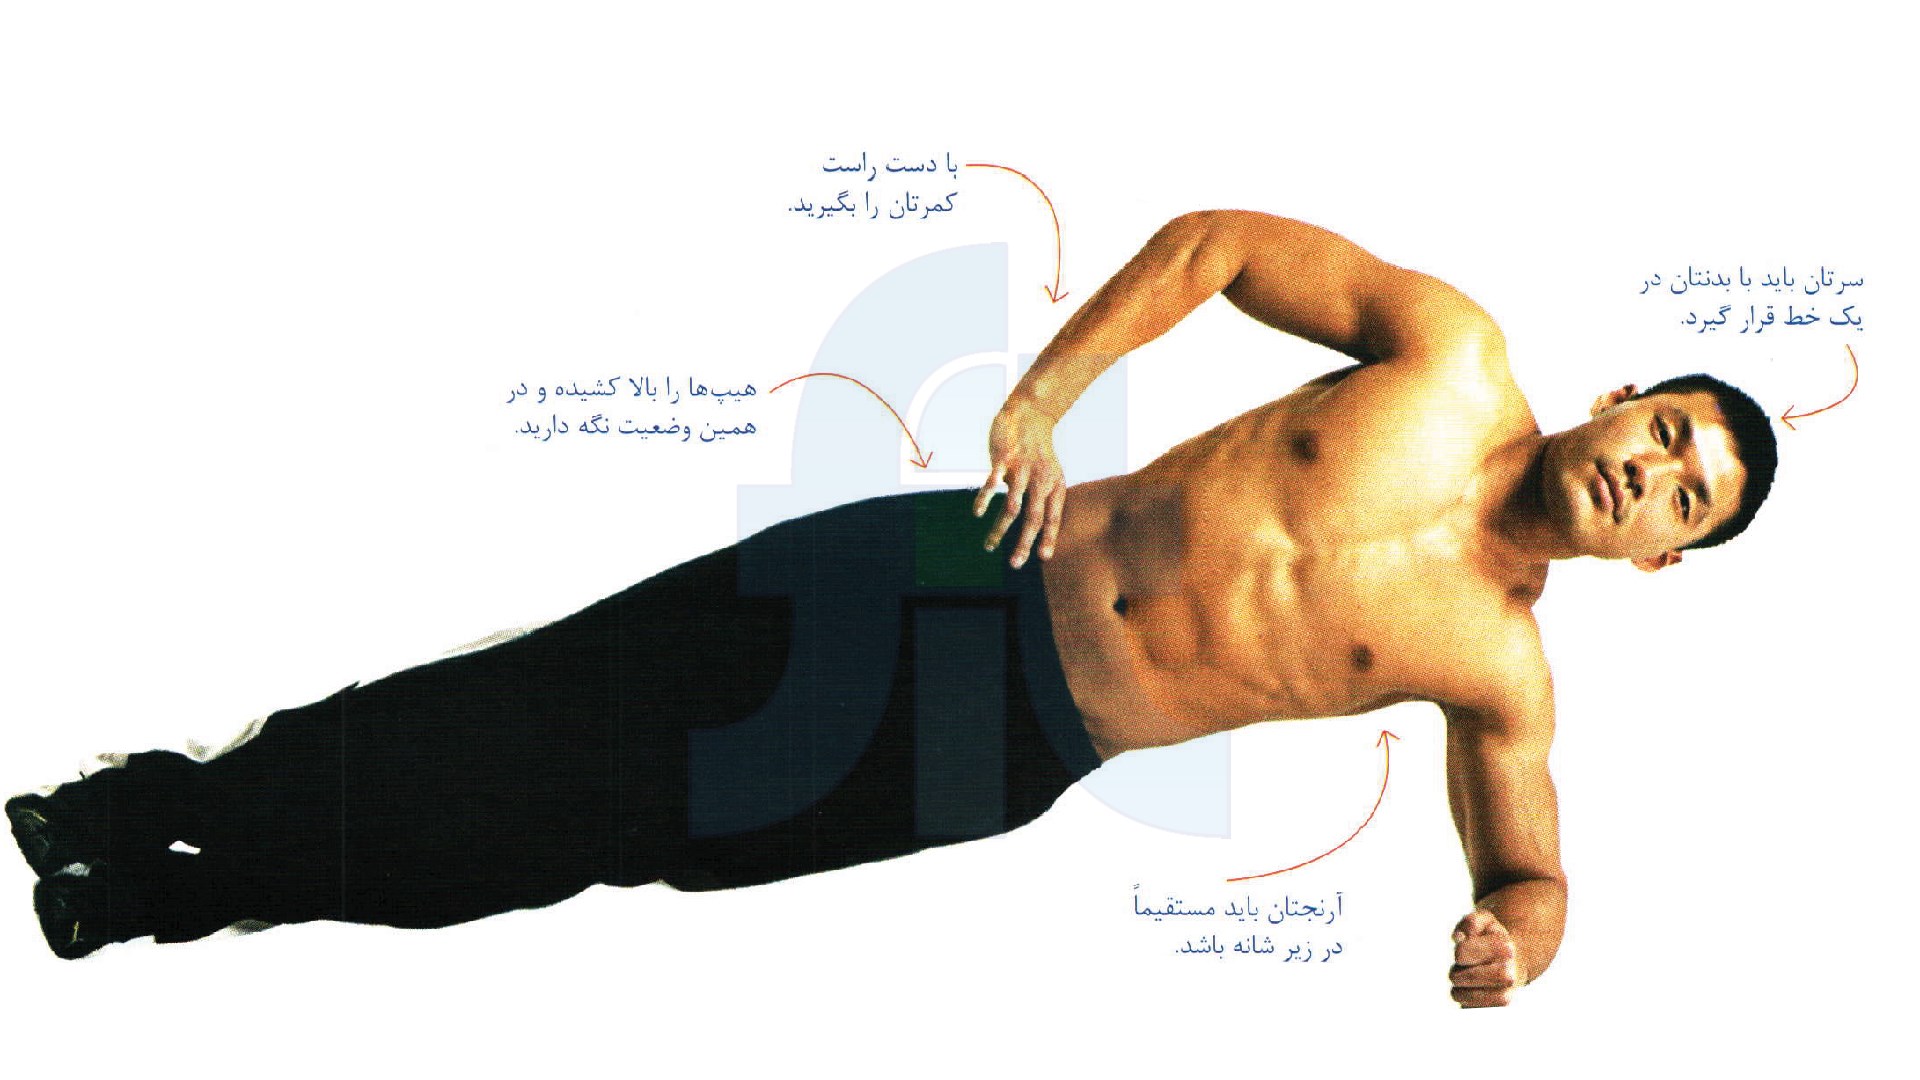 با دست راست
کمرتان را بگیرید.
سرتان باید با بدنتان در
یک خط قرار گیرد.
هیپ‌ها را بالا کشیده و در
همین وضعیت نگه دارید.
آرنجتان باید مستقیماً
در زیر شانه باشد.
fit